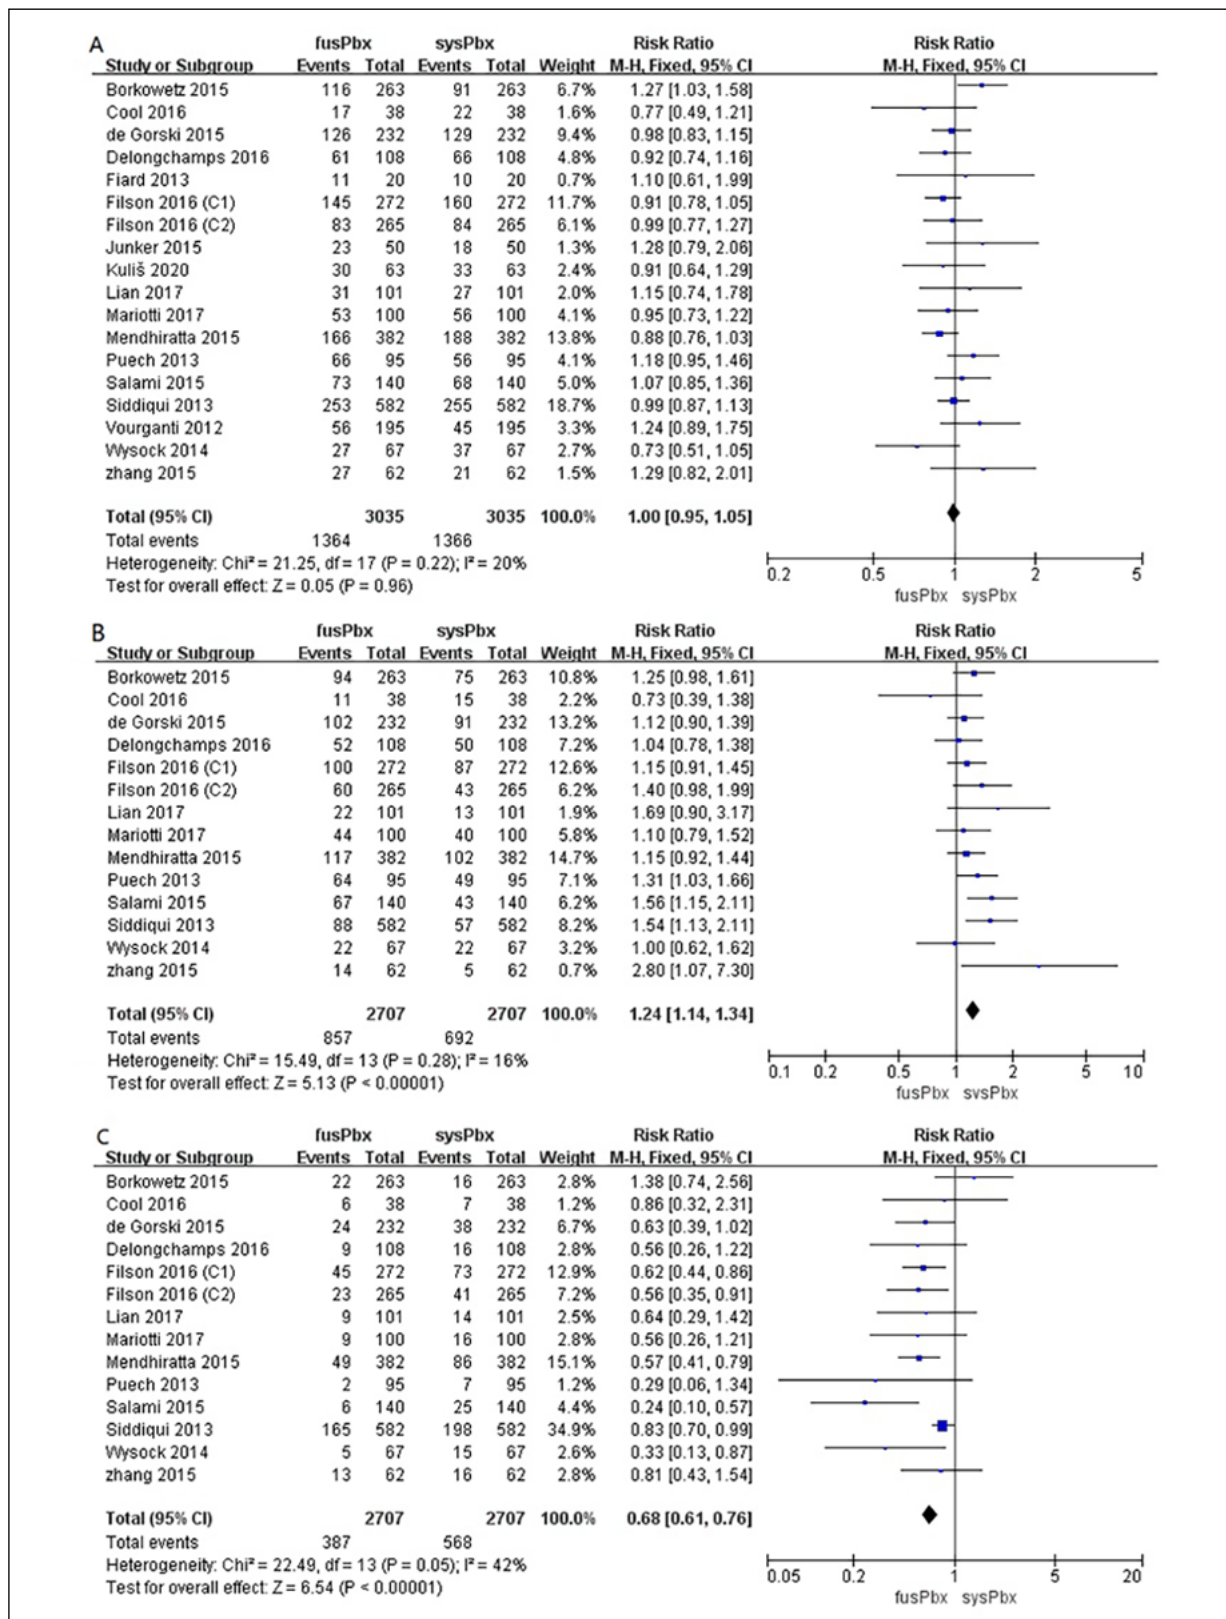 A fusPbx sysPbx Risk Ratio Risk Ratio
Study or Subgroup Events Total Events Total Weight M-H, Fixed, 95% CI M-H, Fixed, 95% CI
Borkowetz 2015 116 263 91 263 6.7% 1.27 [1.03, 1.58]
Cool 2016 17 38 22 38 1.6% 0.77 [0.49, 1.21]
de Gorski 2015 126 232 129 232 9.4% 0.98 [0.83, 1.15]
Delongchamps 2016 61 108 66 108 4.8% 0.92 [0.74, 1.16]
Fiard 2013 11 20 10 20 0.7% 1.10 [0.61, 1.99]
Filson 2016 (C1) 145 272 160 272 11.7% 0.91 [0.78, 1.05]
Filson 2016 (C2) 83 265 84 265 6.1% 0.99 [0.77, 1.27]
Junker 2015 23 50 18 50 1.3% 1.28 [0.79, 2.06]
Kuliš 2020 30 63 33 63 2.4% 0.91 [0.64, 1.29]
Lian 2017 31 101 27 101 2.0% 1.15 [0.74, 1.78]
Mariotti 2017 53 100 56 100 4.1% 0.95 [0.73, 1.22]
Mendhiratta 2015 166 382 188 382 13.8% 0.88 [0.76, 1.03]
Puech 2013 66 95 56 95 4.1% 1.18 [0.95, 1.46]
Salami 2015 73 140 68 140 5.0% 1.07 [0.85, 1.36]
Siddiqui 2013 253 582 255 582 18.7% 0.99 [0.87, 1.13]
Vourganti 2012 56 195 45 195 3.3% 1.24 [0.89, 1.75]
Wysock 2014 27 67 37 67 2.7% 0.73 [0.51, 1.05]
zhang 2015 27 62 21 62 1.5% 1.29 [0.82, 2.01]
Total (95% CI) 3035 3035 100.0% 1.00 [0.95, 1.05]
Total events 1364 1366
Heterogeneity: Chi² = 21.25, df = 17 (P = 0.22); I² = 20%
Test for overall effect: Z = 0.05 (P = 0.96)
0.2 0.5 1 2 5
fusPbx sysPbx
B fusPbx sysPbx Risk Ratio Risk Ratio
Study or Subgroup Events Total Events Total Weight M-H, Fixed, 95% CI M-H, Fixed, 95% CI
Borkowetz 2015 94 263 75 263 10.8% 1.25 [0.98, 1.61]
Cool 2016 11 38 15 38 2.2% 0.73 [0.39, 1.38]
de Gorski 2015 102 232 91 232 13.2% 1.12 [0.90, 1.39]
Delongchamps 2016 52 108 50 108 7.2% 1.04 [0.78, 1.38]
Filson 2016 (C1) 100 272 87 272 12.6% 1.15 [0.91, 1.45]
Filson 2016 (C2) 60 265 43 265 6.2% 1.40 [0.98, 1.99]
Lian 2017 22 101 13 101 1.9% 1.69 [0.90, 3.17]
Mariotti 2017 44 100 40 100 5.8% 1.10 [0.79, 1.52]
Mendhiratta 2015 117 382 102 382 14.7% 1.15 [0.92, 1.44]
Puech 2013 64 95 49 95 7.1% 1.31 [1.03, 1.66]
Salami 2015 67 140 43 140 6.2% 1.56 [1.15, 2.11]
Siddiqui 2013 88 582 57 582 8.2% 1.54 [1.13, 2.11]
Wysock 2014 22 67 22 67 3.2% 1.00 [0.62, 1.62]
zhang 2015 14 62 5 62 0.7% 2.80 [1.07, 7.30]
Total (95% CI) 2707 2707 100.0% 1.24 [1.14, 1.34]
Total events 857 692
Heterogeneity: Chi² = 15.49, df = 13 (P = 0.28); I² = 16%
Test for overall effect: Z = 5.13 (P < 0.00001)
0.1 0.2 0.5 1 2 5 10
fusPbx svsPbx
C fusPbx sysPbx Risk Ratio Risk Ratio
Study or Subgroup Events Total Events Total Weight M-H, Fixed, 95% CI M-H, Fixed, 95% CI
Borkowetz 2015 22 263 16 263 2.8% 1.38 [0.74, 2.56]
Cool 2016 6 38 7 38 1.2% 0.86 [0.32, 2.31]
de Gorski 2015 24 232 38 232 6.7% 0.63 [0.39, 1.02]
Delongchamps 2016 9 108 16 108 2.8% 0.56 [0.26, 1.22]
Filson 2016 (C1) 45 272 73 272 12.9% 0.62 [0.44, 0.86]
Filson 2016 (C2) 23 265 41 265 7.2% 0.56 [0.35, 0.91]
Lian 2017 9 101 14 101 2.5% 0.64 [0.29, 1.42]
Mariotti 2017 9 100 16 100 2.8% 0.56 [0.26, 1.21]
Mendhiratta 2015 49 382 86 382 15.1% 0.57 [0.41, 0.79]
Puech 2013 2 95 7 95 1.2% 0.29 [0.06, 1.34]
Salami 2015 6 140 25 140 4.4% 0.24 [0.10, 0.57]
Siddiqui 2013 165 582 198 582 34.9% 0.83 [0.70, 0.99]
Wysock 2014 5 67 15 67 2.6% 0.33 [0.13, 0.87]
zhang 2015 13 62 16 62 2.8% 0.81 [0.43, 1.54]
Total (95% CI) 2707 2707 100.0% 0.68 [0.61, 0.76]
Total events 387 568
Heterogeneity: Chi² = 22.49, df = 13 (P = 0.05); I² = 42%
Test for overall effect: Z = 6.54 (P < 0.00001)
0.05 0.2 1 5 20
fusPbx sysPbx